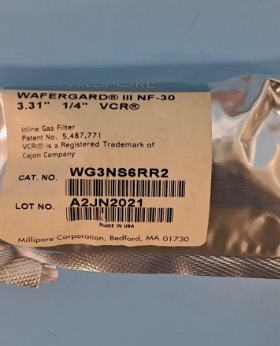 MILLIPORE
WAFERGARD® III NF-30
3.31" 1/4" VCR®
Inline Gas Filter
Patent No. 5,487,771
VCR® is a Registered Trademark of
Cajon Company
CAT. NO. WG3NS6RR2
LOT NO. A2JN2021
MADE IN USA
Millipore Corporation, Bedford, MA 01730